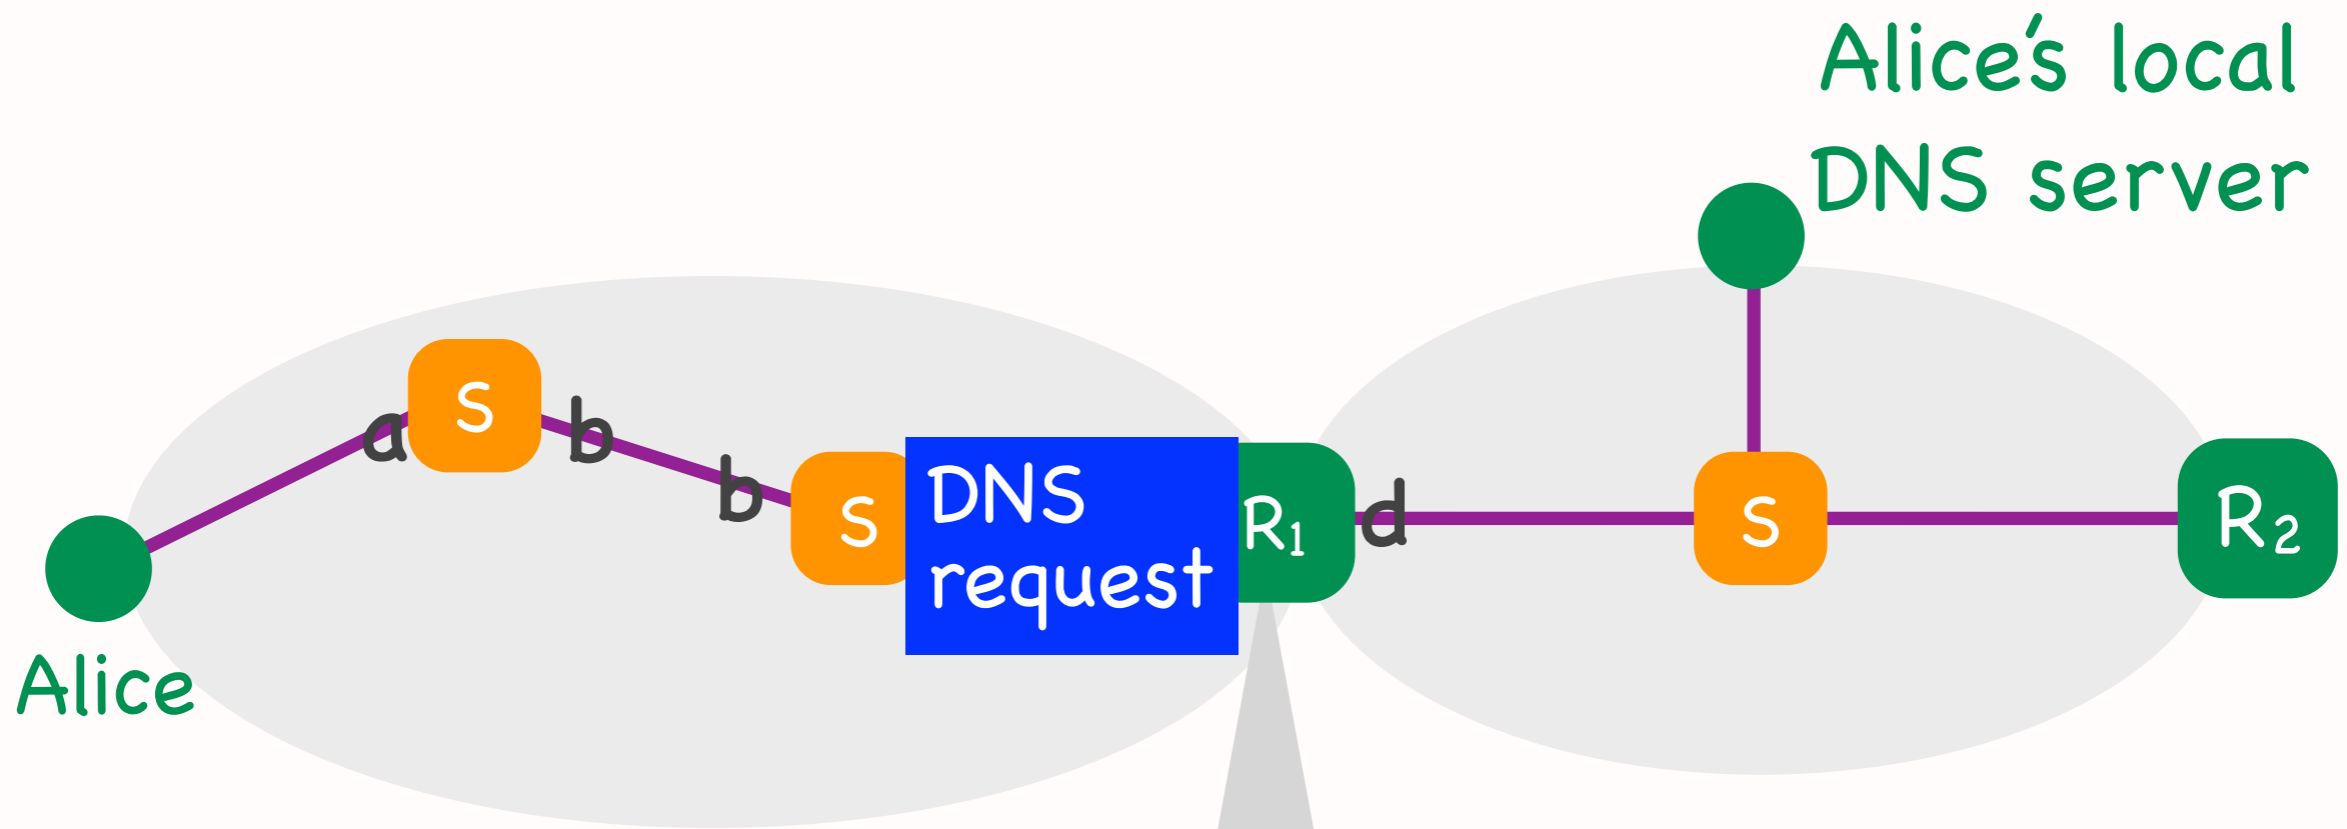 Alice's local
DNS server
S
a
b
b
S
DNS
request
R1
d
S
R2
Alice